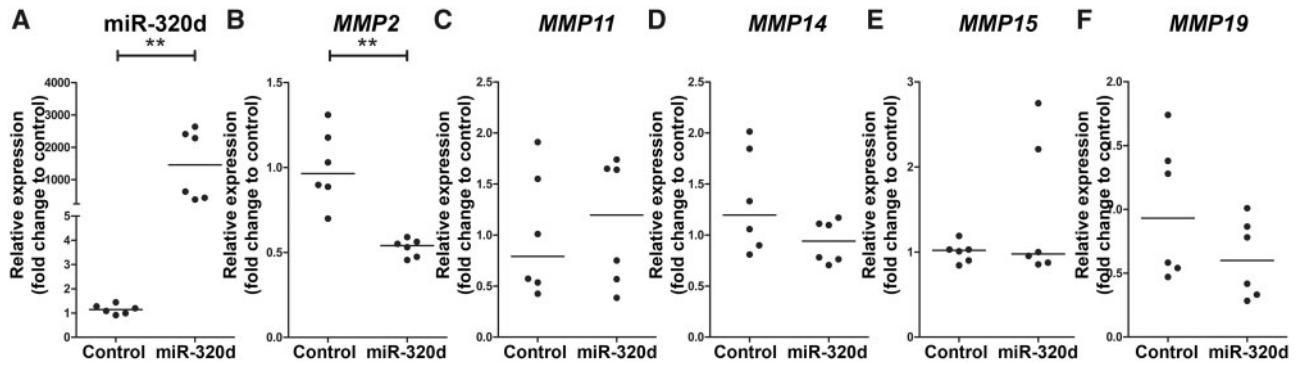 A miR-320d B MMP2 C MMP11 D MMP14 E MMP15 F MMP19
** **
Relative expression
(fold change to control)
4000
3000
2000
1000
5
4
3
2
1
0
Control miR-320d
Relative expression
(fold change to control)
1.5
1.0
0.5
0.0
Control miR-320d
Relative expression
(fold change to control)
2.5
2.0
1.5
1.0
0.5
0.0
Control miR-320d
Relative expression
(fold change to control)
2.5
2.0
1.5
1.0
0.5
0.0
Control miR-320d
Relative expression
(fold change to control)
3
2
1
0
Control miR-320d
Relative expression
(fold change to control)
2.0
1.5
1.0
0.5
0.0
Control miR-320d